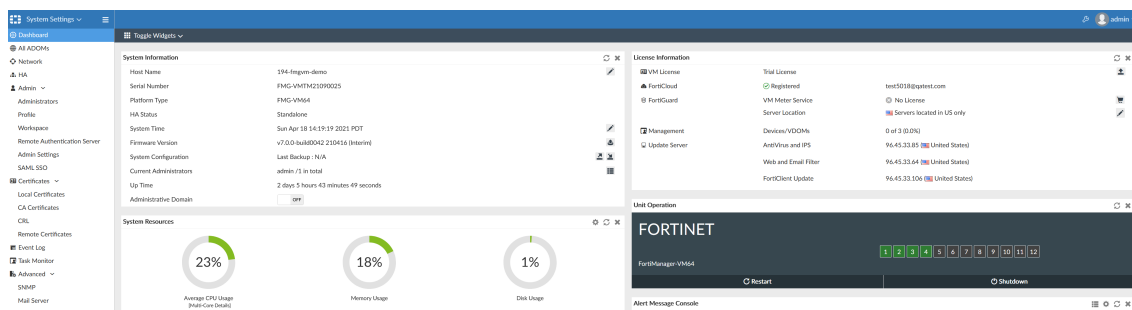 System Settings
admin
Dashboard
All ADOMs
Network
HA
Admin
Administrators
Profile
Workspace
Remote Authentication Server
Admin Settings
SAML SSO
Certificates
Local Certificates
CA Certificates
CRL
Remote Certificates
Event Log
Task Monitor
Advanced
SNMP
Mail Server
Toggle Widgets
System Information
Host Name 194-fmgvm-demo
Serial Number FMG-VMTM21090025
Platform Type FMG-VM64
HA Status Standalone
System Time Sun Apr 18 14:19:19 2021 PDT
Firmware Version v7.0.0-build0042 210416 (Interim)
System Configuration Last Backup : N/A
Current Administrators admin /1 in total
Up Time 2 days 5 hours 43 minutes 49 seconds
Administrative Domain OFF
System Resources
23% 18% 1%
Average CPU Usage Memory Usage Disk Usage
[Multi-Core Details]
License Information
VM License Trial License
FortiCloud Registered test5018@qatest.com
FortiGuard VM Meter Service No License
Server Location Servers located in US only
Management Devices/VDOMs 0 of 3 (0.0%)
Update Server AntiVirus and IPS 96.45.33.85 (United States)
Web and Email Filter 96.45.33.64 (United States)
FortiClient Update 96.45.33.106 (United States)
Unit Operation
FORTINET
1 2 3 4 5 6 7 8 9 10 11 12
FortiManager-VM64
Restart Shutdown
Alert Message Console